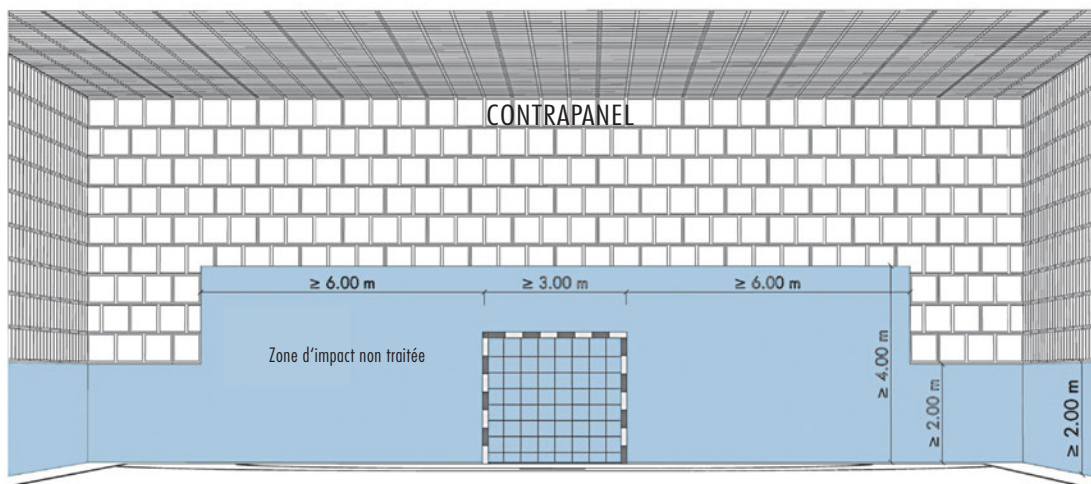 CONTRAPANEL
≥ 6.00 m
≥ 3.00 m
≥ 6.00 m
Zone d‘impact non traitée
≥ 4.00 m
≥ 2.00 m
≥ 2.00 m